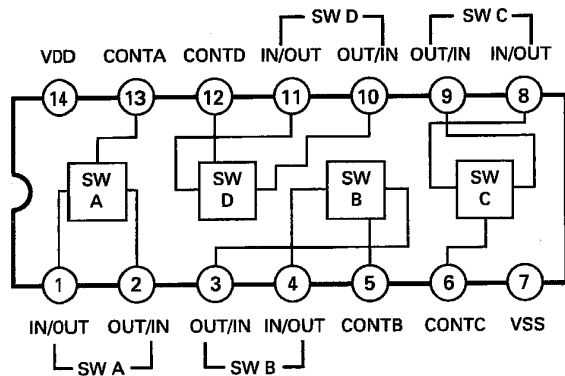 SW D SW C
VDD CONTA CONTD IN/OUT OUT/IN OUT/IN IN/OUT
14 13 12 11 10 9 8
SW A
SW D
SW B
SW C
1 2 3 4 5 6 7
IN/OUT OUT/IN OUT/IN IN/OUT CONTB CONTC VSS
SW A SW B